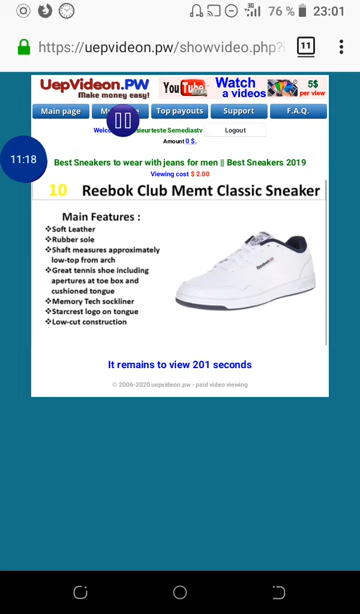 76 % 23:01
https://uepvideon.pw/showvideo.php?i
11
UepVideon.PW
Make money easy!
YouTube
Watch
a videos
5$
per view
Main page
Top payouts
Support
F.A.Q.
11:18
sieurteste Semediastv
Logout
Amount 0 $.
Best Sneakers to wear with jeans for men || Best Sneakers 2019
Viewing cost $ 2.00
10 Reebok Club Memt Classic Sneaker
Main Features :
❖Soft Leather
❖Rubber sole
❖Shaft measures approximately
low-top from arch
❖Great tennis shoe including
apertures at toe box and
cushioned tongue
❖Memory Tech sockliner
❖Starcrest logo on tongue
❖Low-cut construction
Reebok
It remains to view 201 seconds
© 2006-2020 uepvideon.pw - paid video viewing